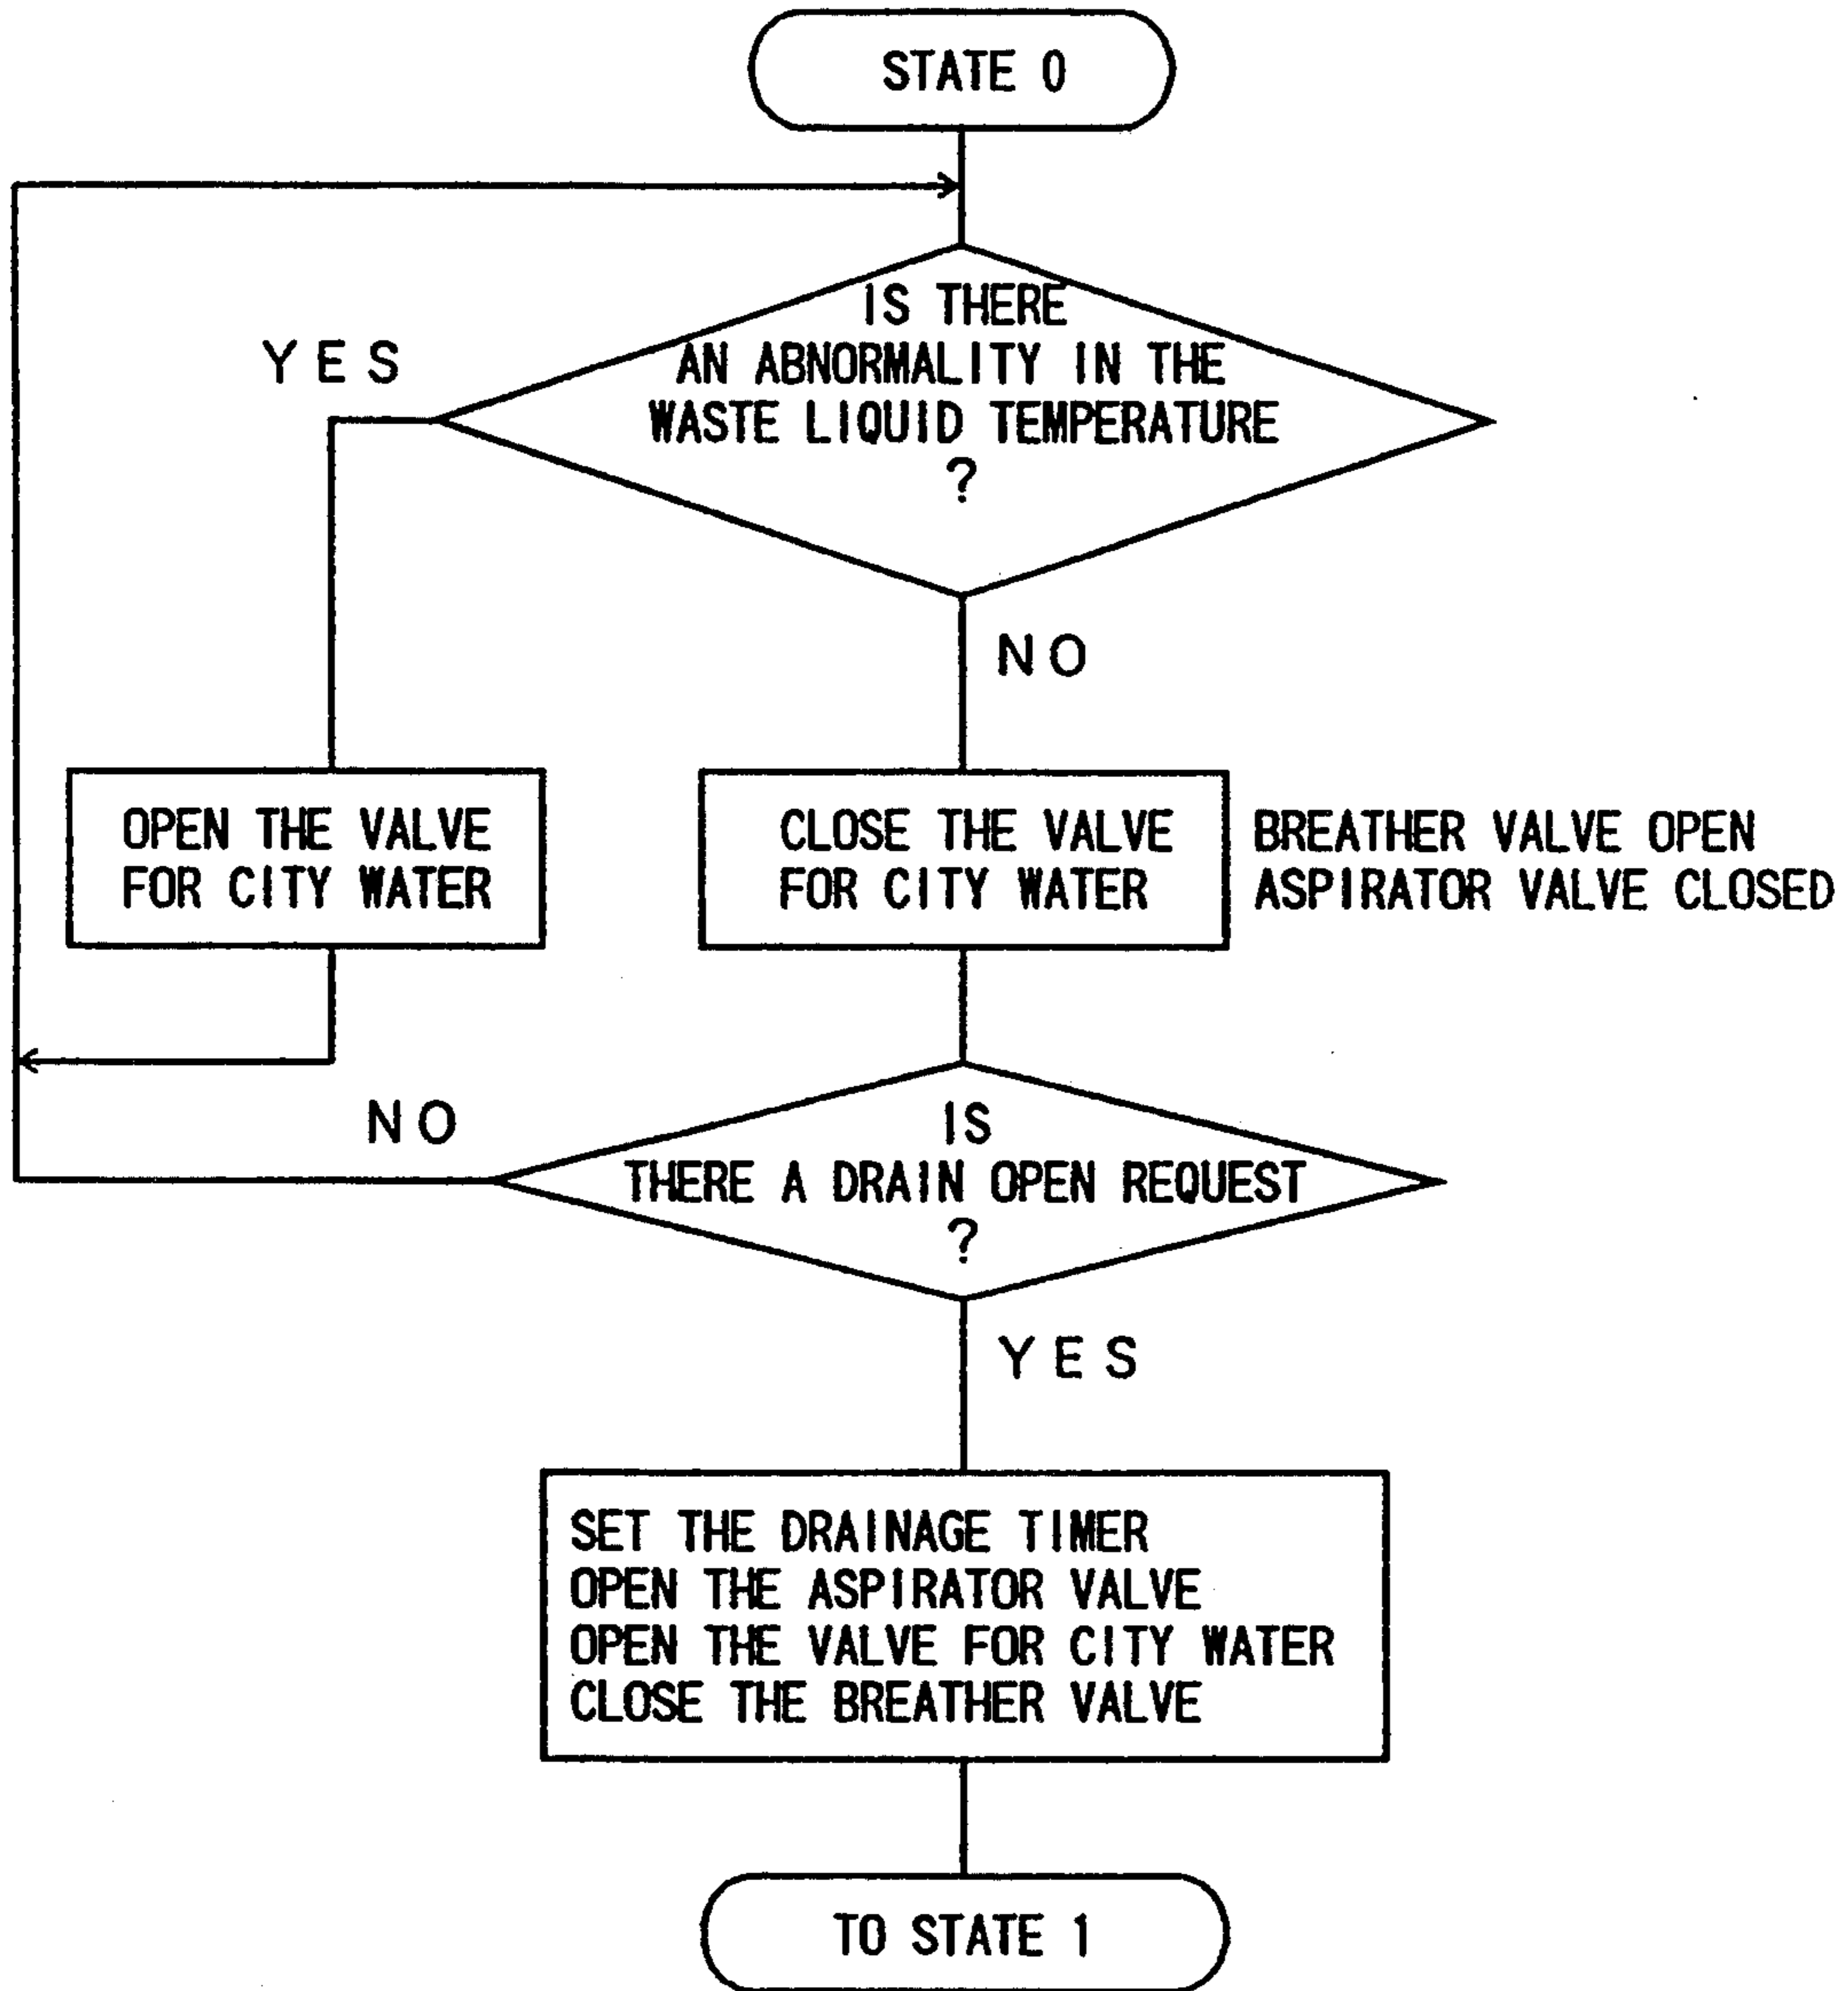 STATE 0
IS THERE
AN ABNORMALITY IN THE
WASTE LIQUID TEMPERATURE
?
YES
NO
OPEN THE VALVE
FOR CITY WATER
CLOSE THE VALVE
FOR CITY WATER
BREATHER VALVE OPEN
ASPIRATOR VALVE CLOSED
IS
THERE A DRAIN OPEN REQUEST
?
NO
YES
SET THE DRAINAGE TIMER
OPEN THE ASPIRATOR VALVE
OPEN THE VALVE FOR CITY WATER
CLOSE THE BREATHER VALVE
TO STATE 1